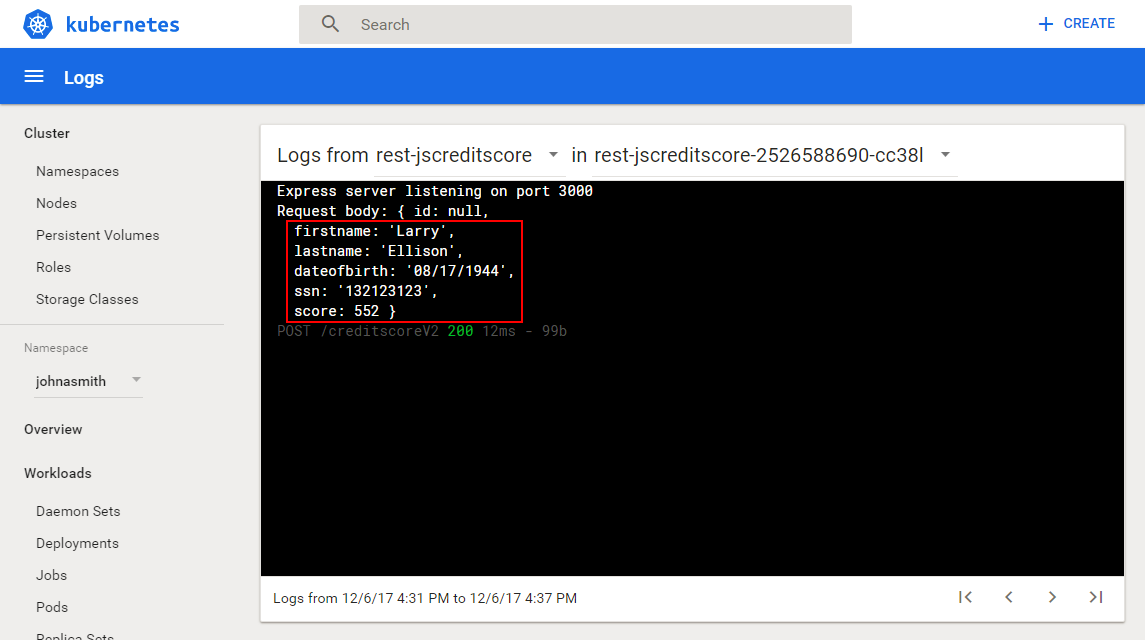 kubernetes
Search
CREATE
Logs
Cluster
Namespaces
Nodes
Persistent Volumes
Roles
Storage Classes
Namespace
johnasmith
Overview
Workloads
Daemon Sets
Deployments
Jobs
Pods
Replica Sets
Logs from rest-jscreditscore in rest-jscreditscore-2526588690-cc38l
Express server listening on port 3000
Request body: { id: null,
firstname: 'Larry',
lastname: 'Ellison',
dateofbirth: '08/17/1944',
ssn: '132123123',
score: 552 }
POST /creditscoreV2 200 12ms - 99b
Logs from 12/6/17 4:31 PM to 12/6/17 4:37 PM